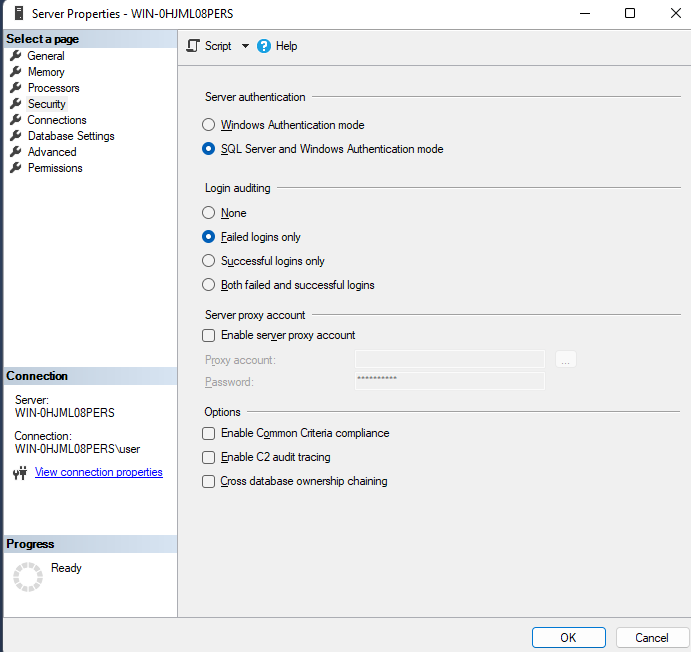 Server Properties - WIN-0HJML08PERS
Select a page
General
Memory
Processors
Security
Connections
Database Settings
Advanced
Permissions
Connection
Server:
WIN-0HJML08PERS
Connection:
WIN-0HJML08PERS\user
View connection properties
Progress
Ready
Script
Help
Server authentication
Windows Authentication mode
SQL Server and Windows Authentication mode
Login auditing
None
Failed logins only
Successful logins only
Both failed and successful logins
Server proxy account
Enable server proxy account
Proxy account:
...
Password:
**********
Options
Enable Common Criteria compliance
Enable C2 audit tracing
Cross database ownership chaining
OK
Cancel